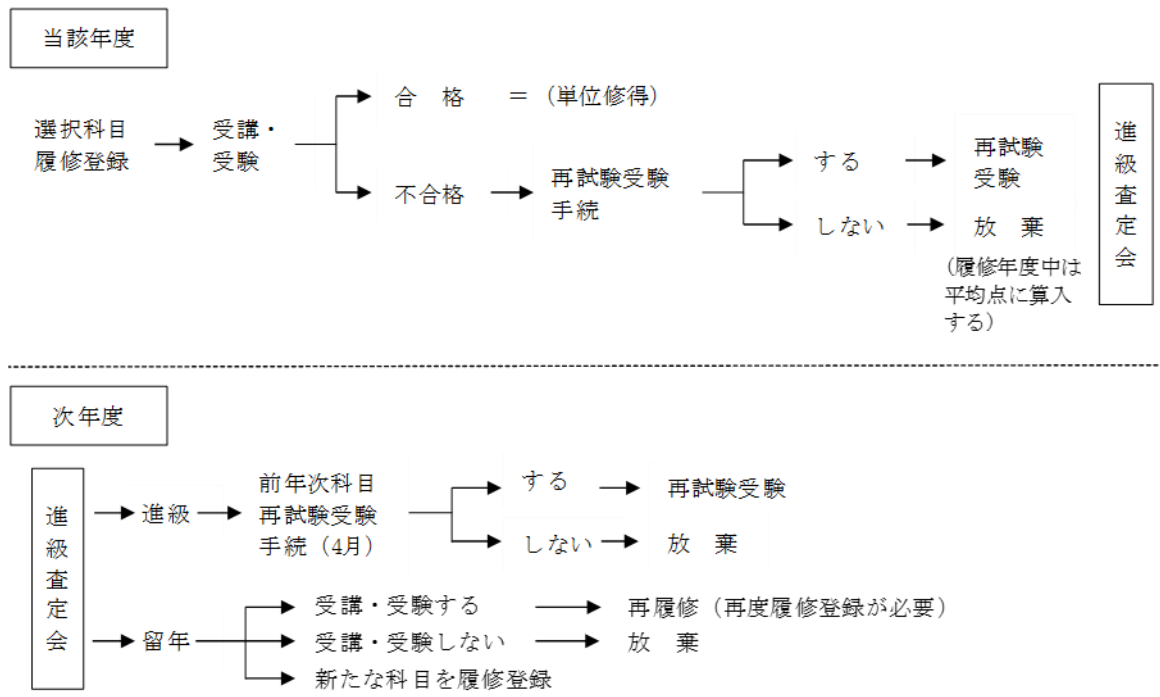 当該年度
選択科目
履修登録
受講・
受験
合　格　＝（単位修得）
不合格
再試験受験
手続
する
再試験
受験
しない
放　棄
（履修年度中は
平均点に算入
する）
進級査定会
次年度
進級査定会
進級
前年次科目
再試験受験
手続（4月）
する
再試験受験
しない
放　棄
留年
受講・受験する
再履修（再度履修登録が必要）
受講・受験しない
放　棄
新たな科目を履修登録